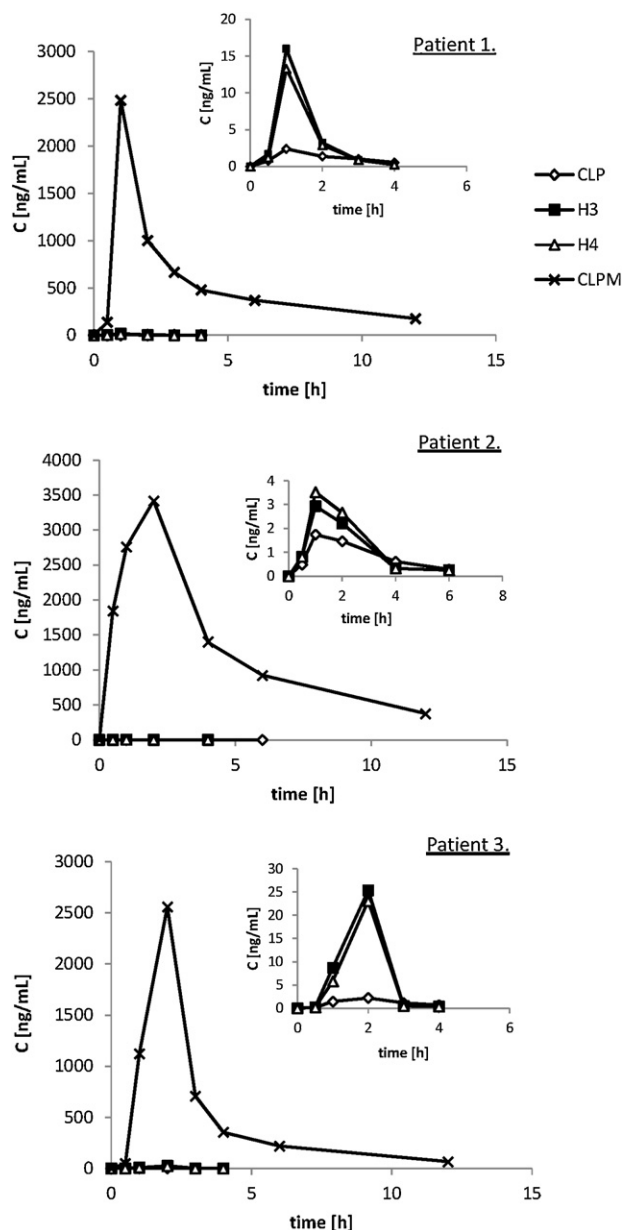 Patient 1.
C [ng/mL]
3000
2500
2000
1500
1000
500
0
0 5 10 15
time [h]
C [ng/mL]
20
15
10
5
0
0 2 4 6
time [h]
CLP
H3
H4
CLPM
Patient 2.
C [ng/mL]
4000
3500
3000
2500
2000
1500
1000
500
0
0 5 10 15
time [h]
C [ng/mL]
4
3
2
1
0
0 2 4 6 8
time [h]
Patient 3.
C [ng/mL]
3000
2500
2000
1500
1000
500
0
0 5 10 15
time [h]
C [ng/mL]
30
25
20
15
10
5
0
0 2 4 6
time [h]